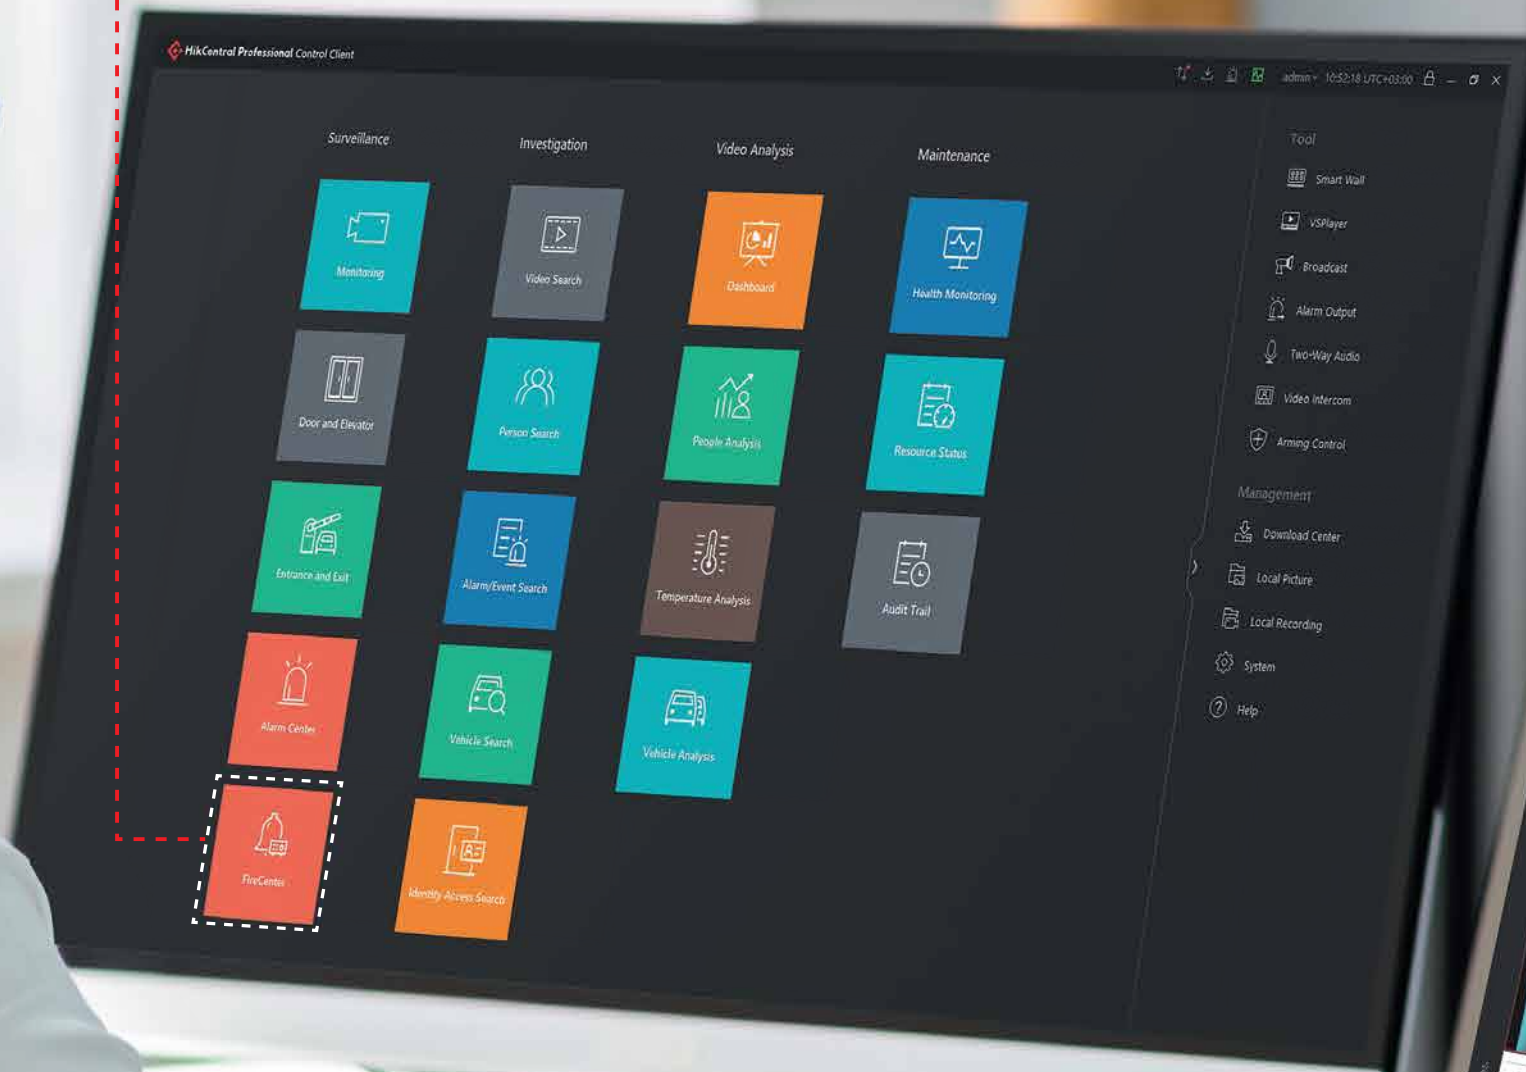 HikCentral Professional Control Client
admin 10:52:18 UTC+03:00
Surveillance
Monitoring
Door and Elevator
Entrance and Exit
Alarm Center
FireCenter
Investigation
Video Search
Person Search
Alarm/Event Search
Vehicle Search
Identity Access Search
Video Analysis
Dashboard
People Analysis
Temperature Analysis
Vehicle Analysis
Maintenance
Health Monitoring
Resource Status
Audit Trail
Tool
Smart Wall
VSPlayer
Broadcast
Alarm Output
Two-Way Audio
Video Intercom
Arming Control
Management
Download Center
Local Picture
Local Recording
System
Help